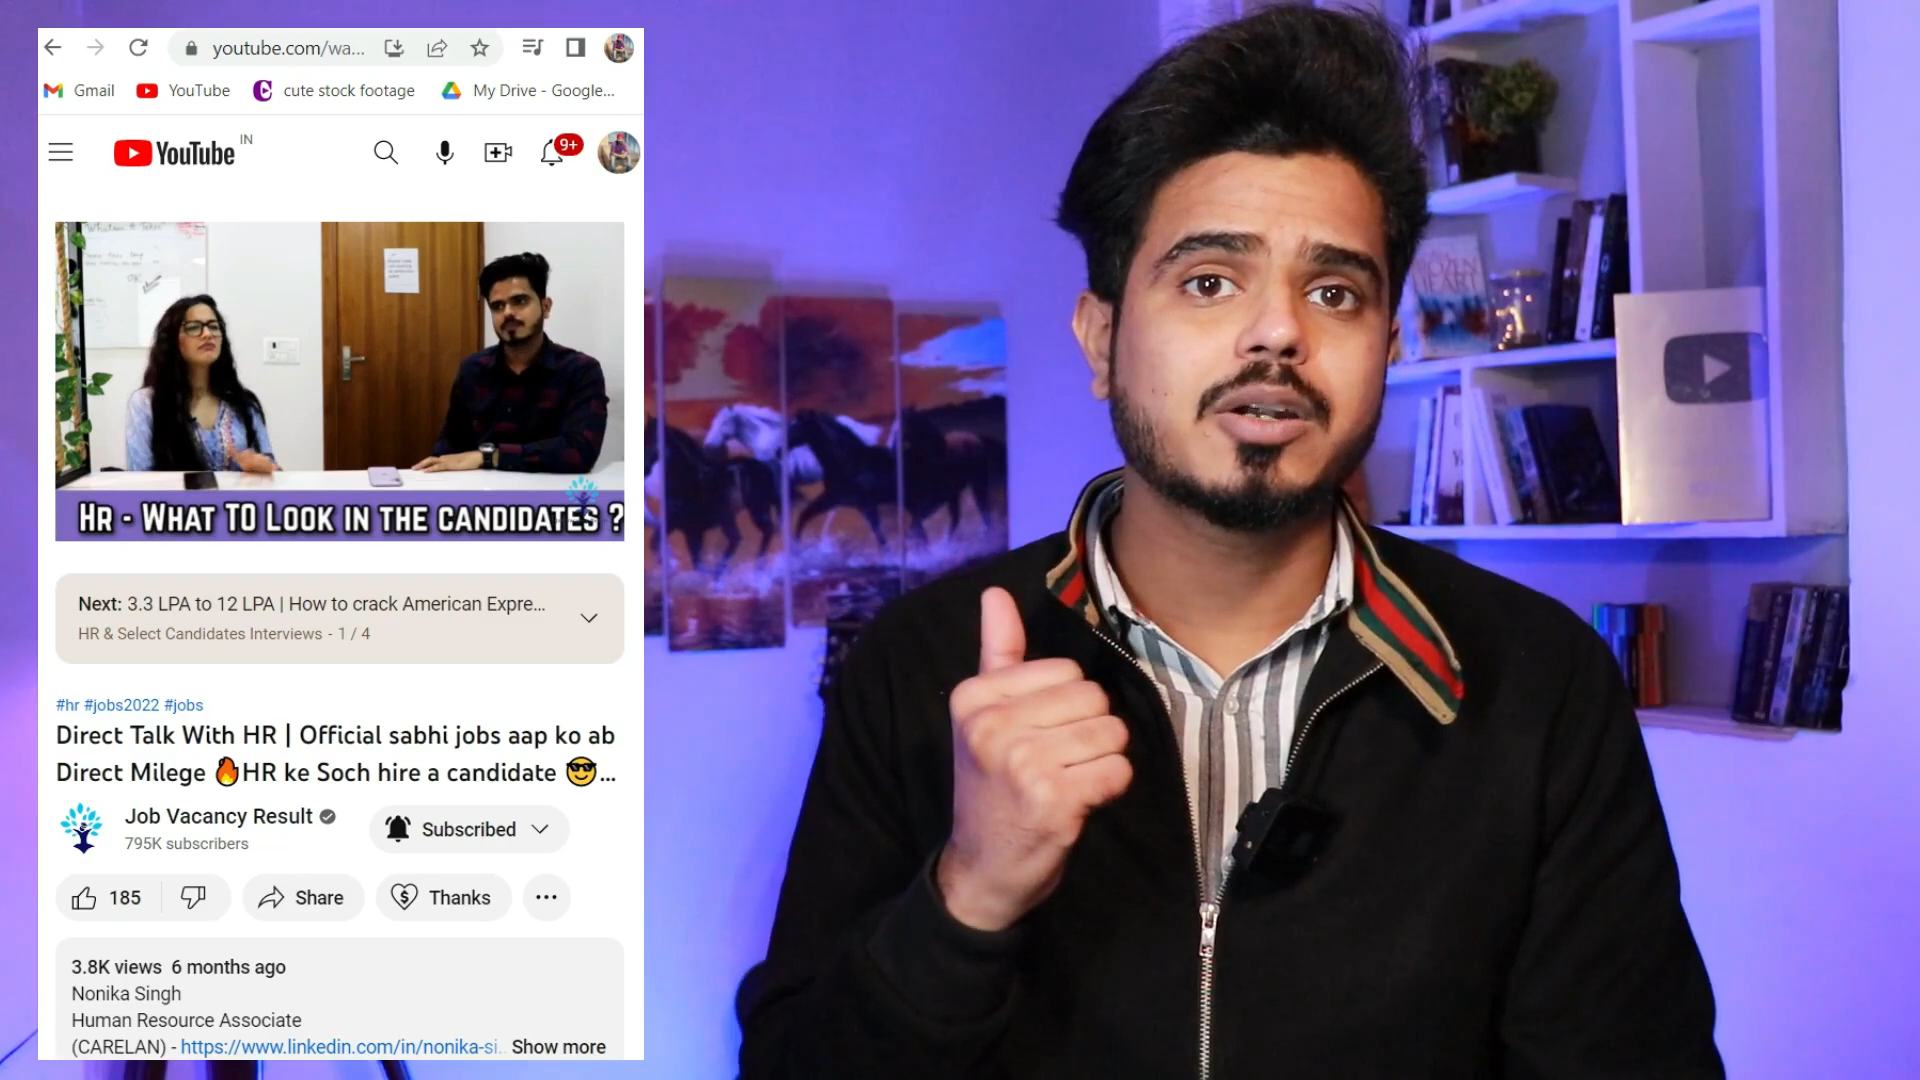 youtube.com/wa...
Gmail YouTube cute stock footage My Drive - Google...
YouTube IN
9+
OK
HR - WHAT TO LOOK IN THE CANDIDATES ?
Next: 3.3 LPA to 12 LPA | How to crack American Expre...
HR & Select Candidates Interviews - 1 / 4
#hr #jobs2022 #jobs
Direct Talk With HR | Official sabhi jobs aap ko ab
Direct Milege 🔥HR ke Soch hire a candidate 😎...
Job Vacancy Result
795K subscribers
Subscribed
185 Share Thanks
3.8K views 6 months ago
Nonika Singh
Human Resource Associate
(CARELAN) - https://www.linkedin.com/in/nonika-si... Show more
HEART